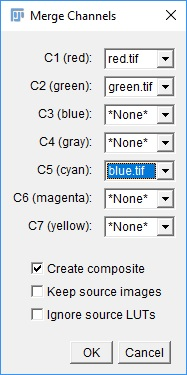 Merge Channels
C1 (red): red.tif
C2 (green): green.tif
C3 (blue): *None*
C4 (gray): *None*
C5 (cyan): blue.tif
C6 (magenta): *None*
C7 (yellow): *None*
Create composite
Keep source images
Ignore source LUTs
OK Cancel